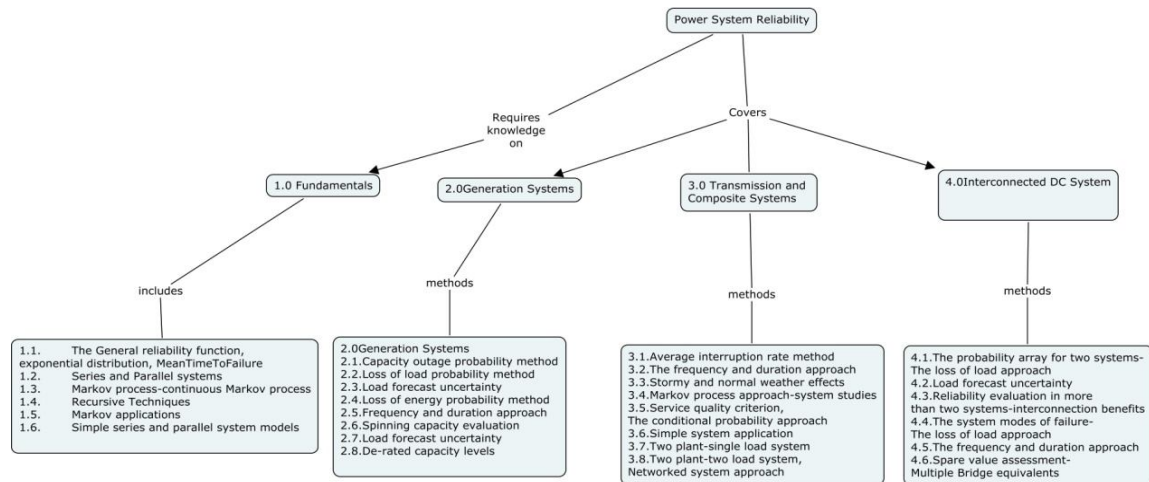 Power System Reliability
Requires
knowledge
on
Covers
1.0 Fundamentals
2.0Generation Systems
3.0 Transmission and
Composite Systems
4.0Interconnected DC System
includes
methods
methods
methods
1.1. The General reliability function,
exponential distribution, MeanTimeToFailure
1.2. Series and Parallel systems
1.3. Markov process-continuous Markov process
1.4. Recursive Techniques
1.5. Markov applications
1.6. Simple series and parallel system models
2.0Generation Systems
2.1.Capacity outage probability method
2.2.Loss of load probability method
2.3.Load forecast uncertainty
2.4.Loss of energy probability method
2.5.Frequency and duration approach
2.6.Spinning capacity evaluation
2.7.Load forecast uncertainty
2.8.De-rated capacity levels
3.1.Average interruption rate method
3.2.The frequency and duration approach
3.3.Stormy and normal weather effects
3.4.Markov process approach-system studies
3.5.Service quality criterion,
The conditional probability approach
3.6.Simple system application
3.7.Two plant-single load system
3.8.Two plant-two load system,
Networked system approach
4.1.The probability array for two systems-
The loss of load approach
4.2.Load forecast uncertainty
4.3.Reliability evaluation in more
than two systems-interconnection benefits
4.4.The system modes of failure-
The loss of load approach
4.5.The frequency and duration approach
4.6.Spare value assessment-
Multiple Bridge equivalents